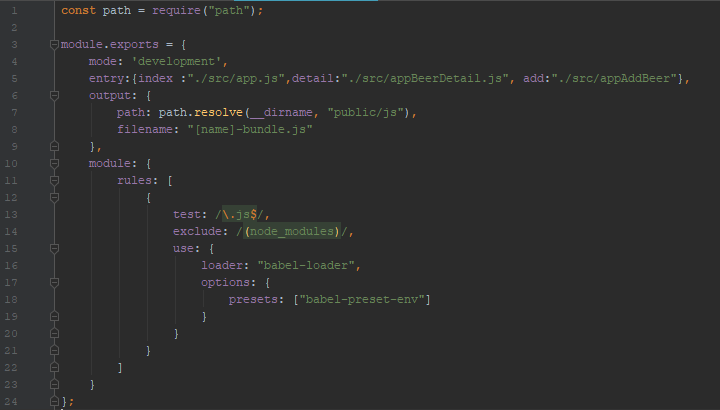 1 const path = require("path");
2
3 module.exports = {
4     mode: 'development',
5     entry:{index :"./src/app.js",detail:"./src/appBeerDetail.js", add:"./src/appAddBeer"},
6     output: {
7         path: path.resolve(__dirname, "public/js"),
8         filename: "[name]-bundle.js"
9     },
10     module: {
11         rules: [
12             {
13                 test: /\.js$/,
14                 exclude: /(node_modules)/,
15                 use: {
16                     loader: "babel-loader",
17                     options: {
18                         presets: ["babel-preset-env"]
19                     }
20                 }
21             }
22         ]
23     }
24 };